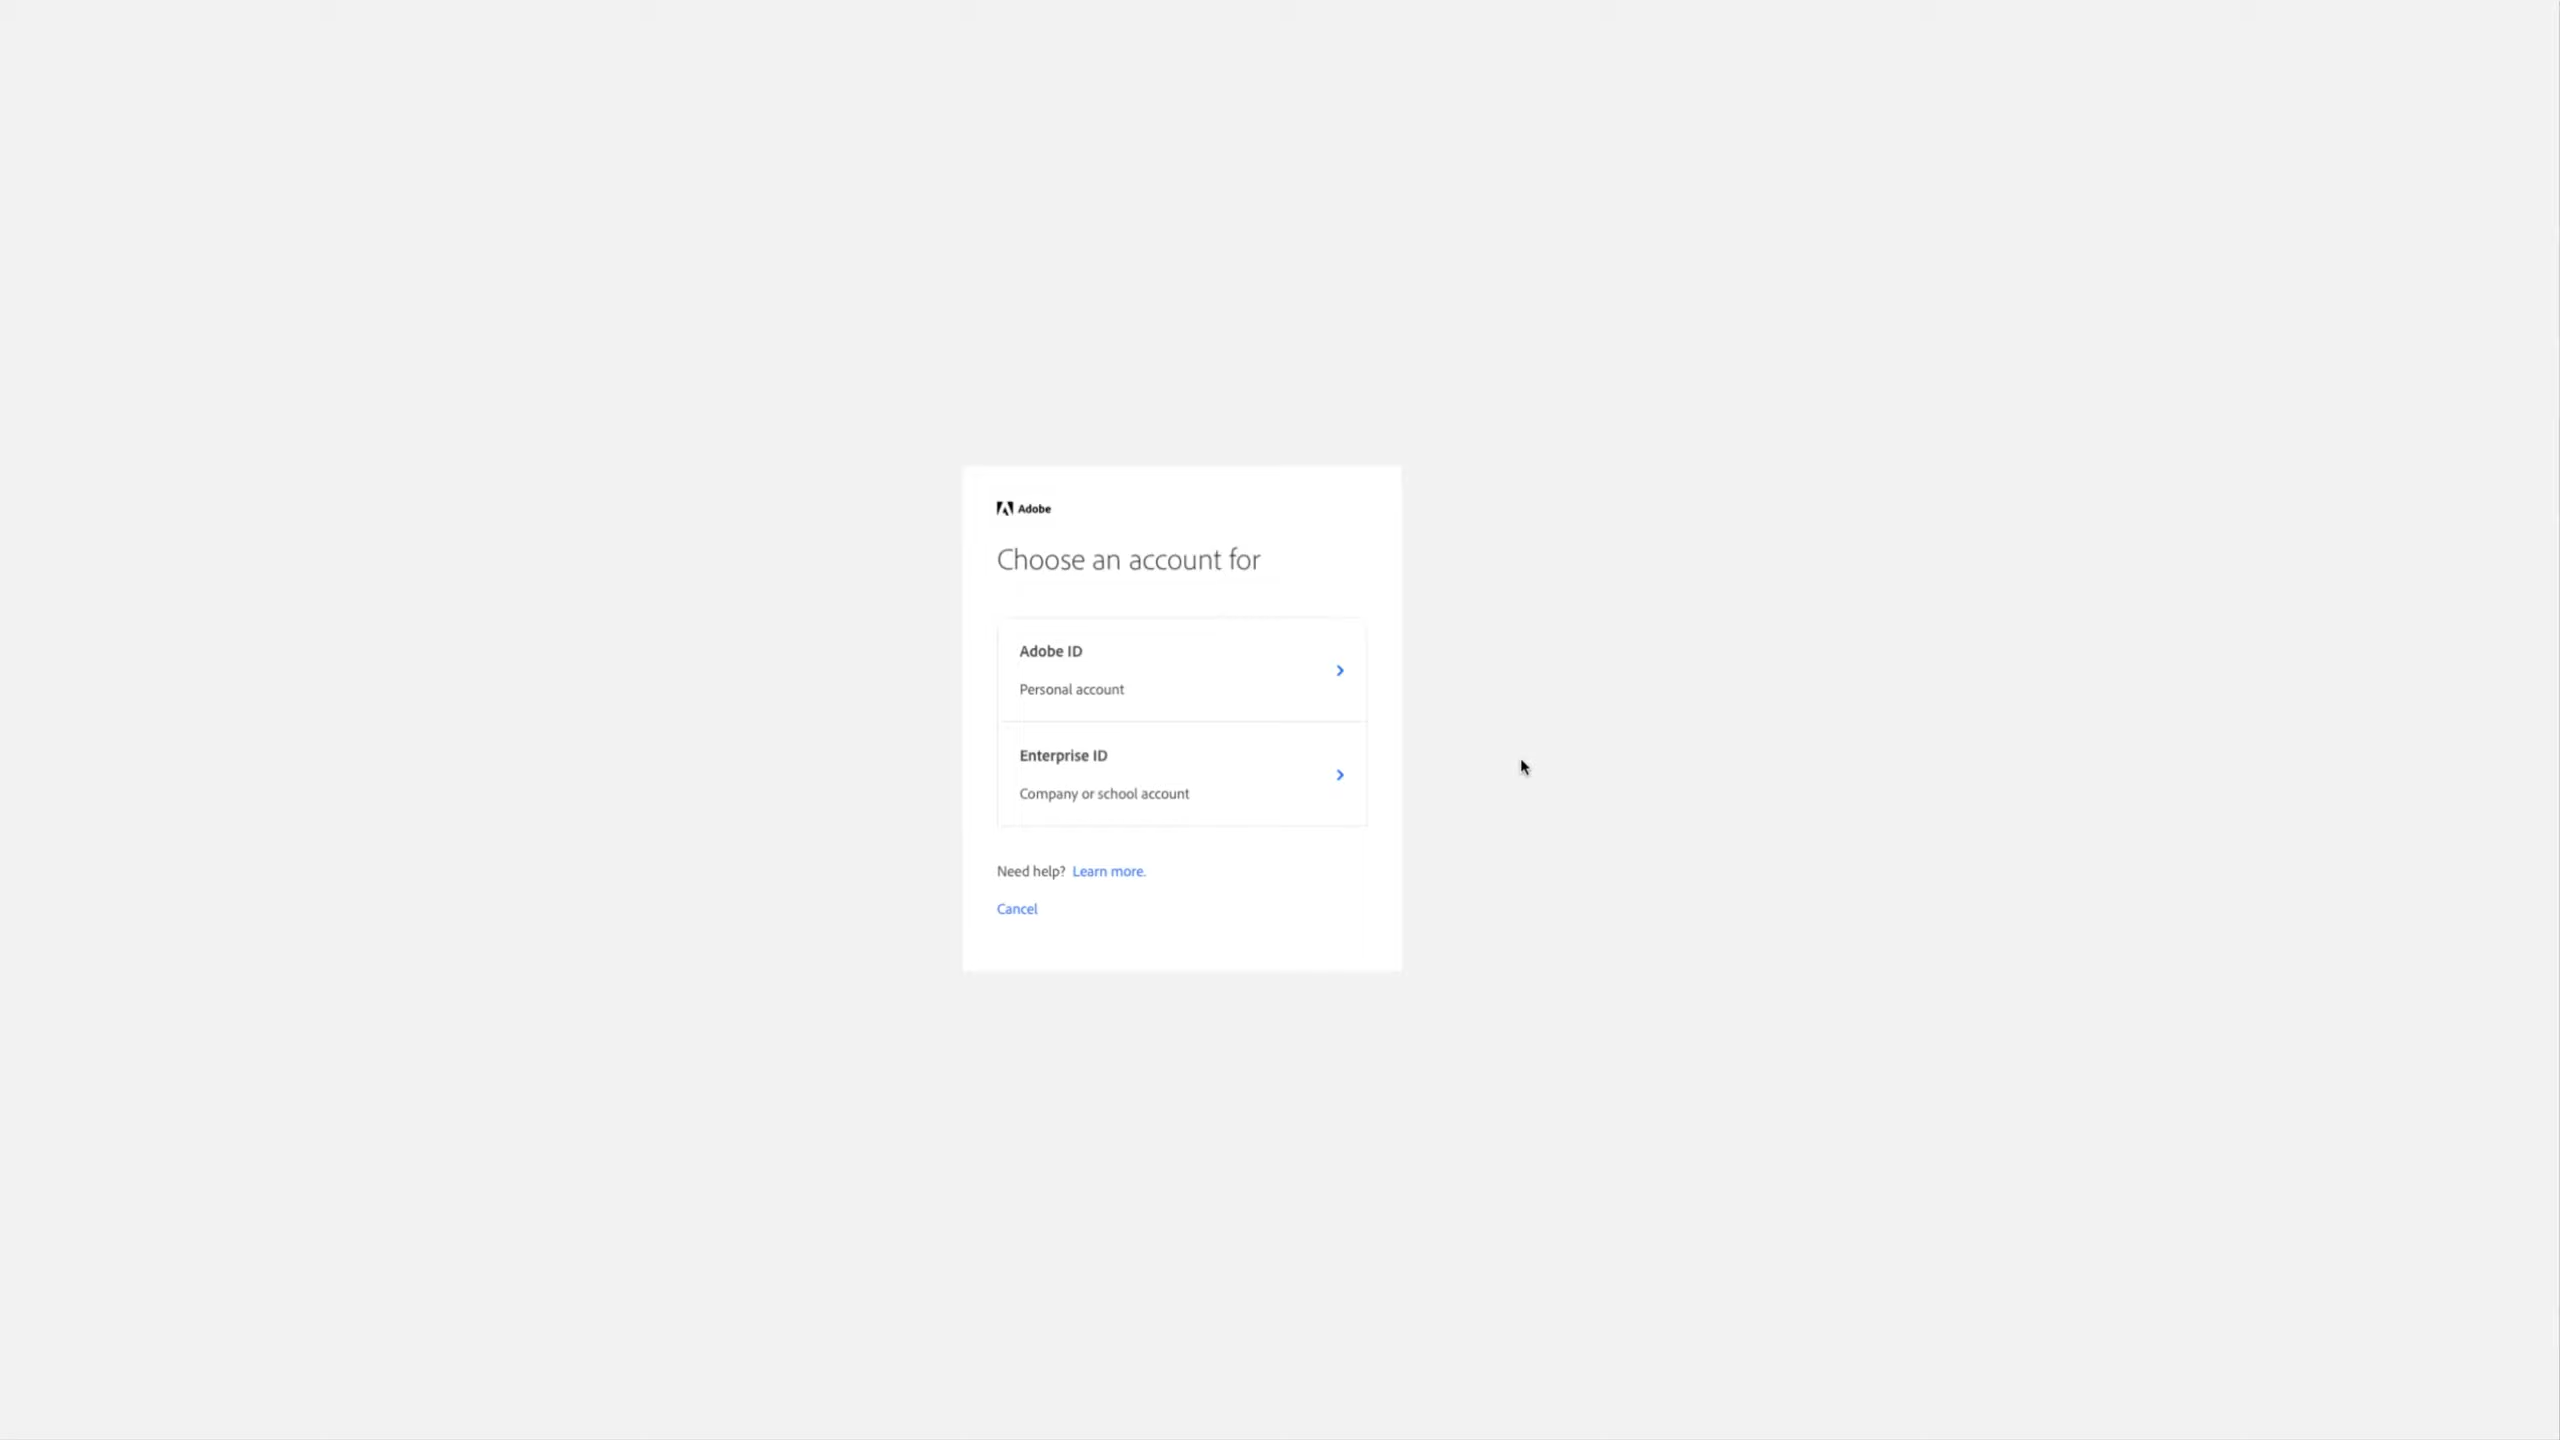 Adobe
Choose an account for
Adobe ID
Personal account
Enterprise ID
Company or school account
Need help? Learn more.
Cancel